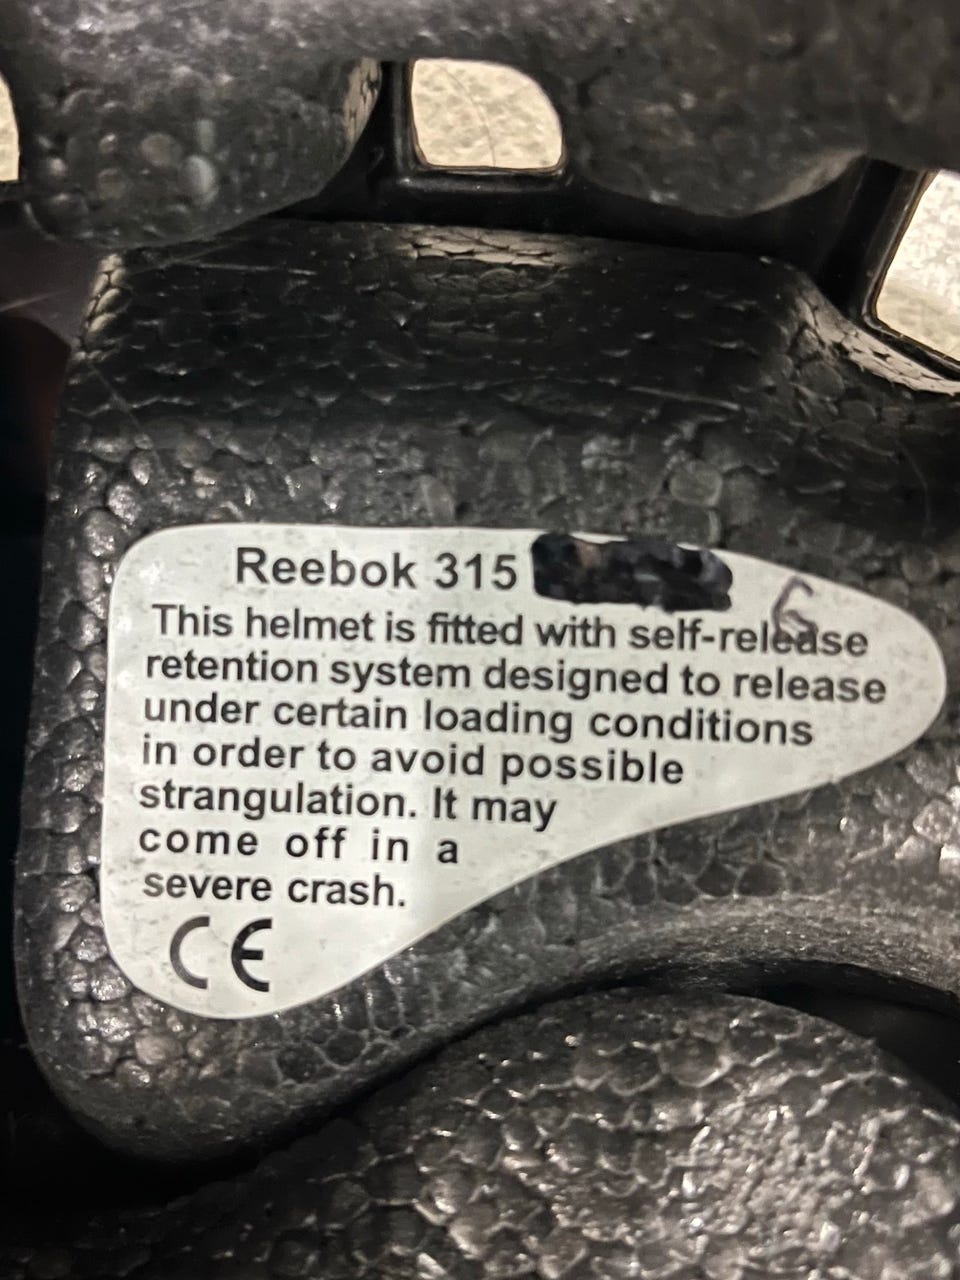 Reebok 315
G
This helmet is fitted with self-release
retention system designed to release
under certain loading conditions
in order to avoid possible
strangulation. It may
come off in a
severe crash.
CE